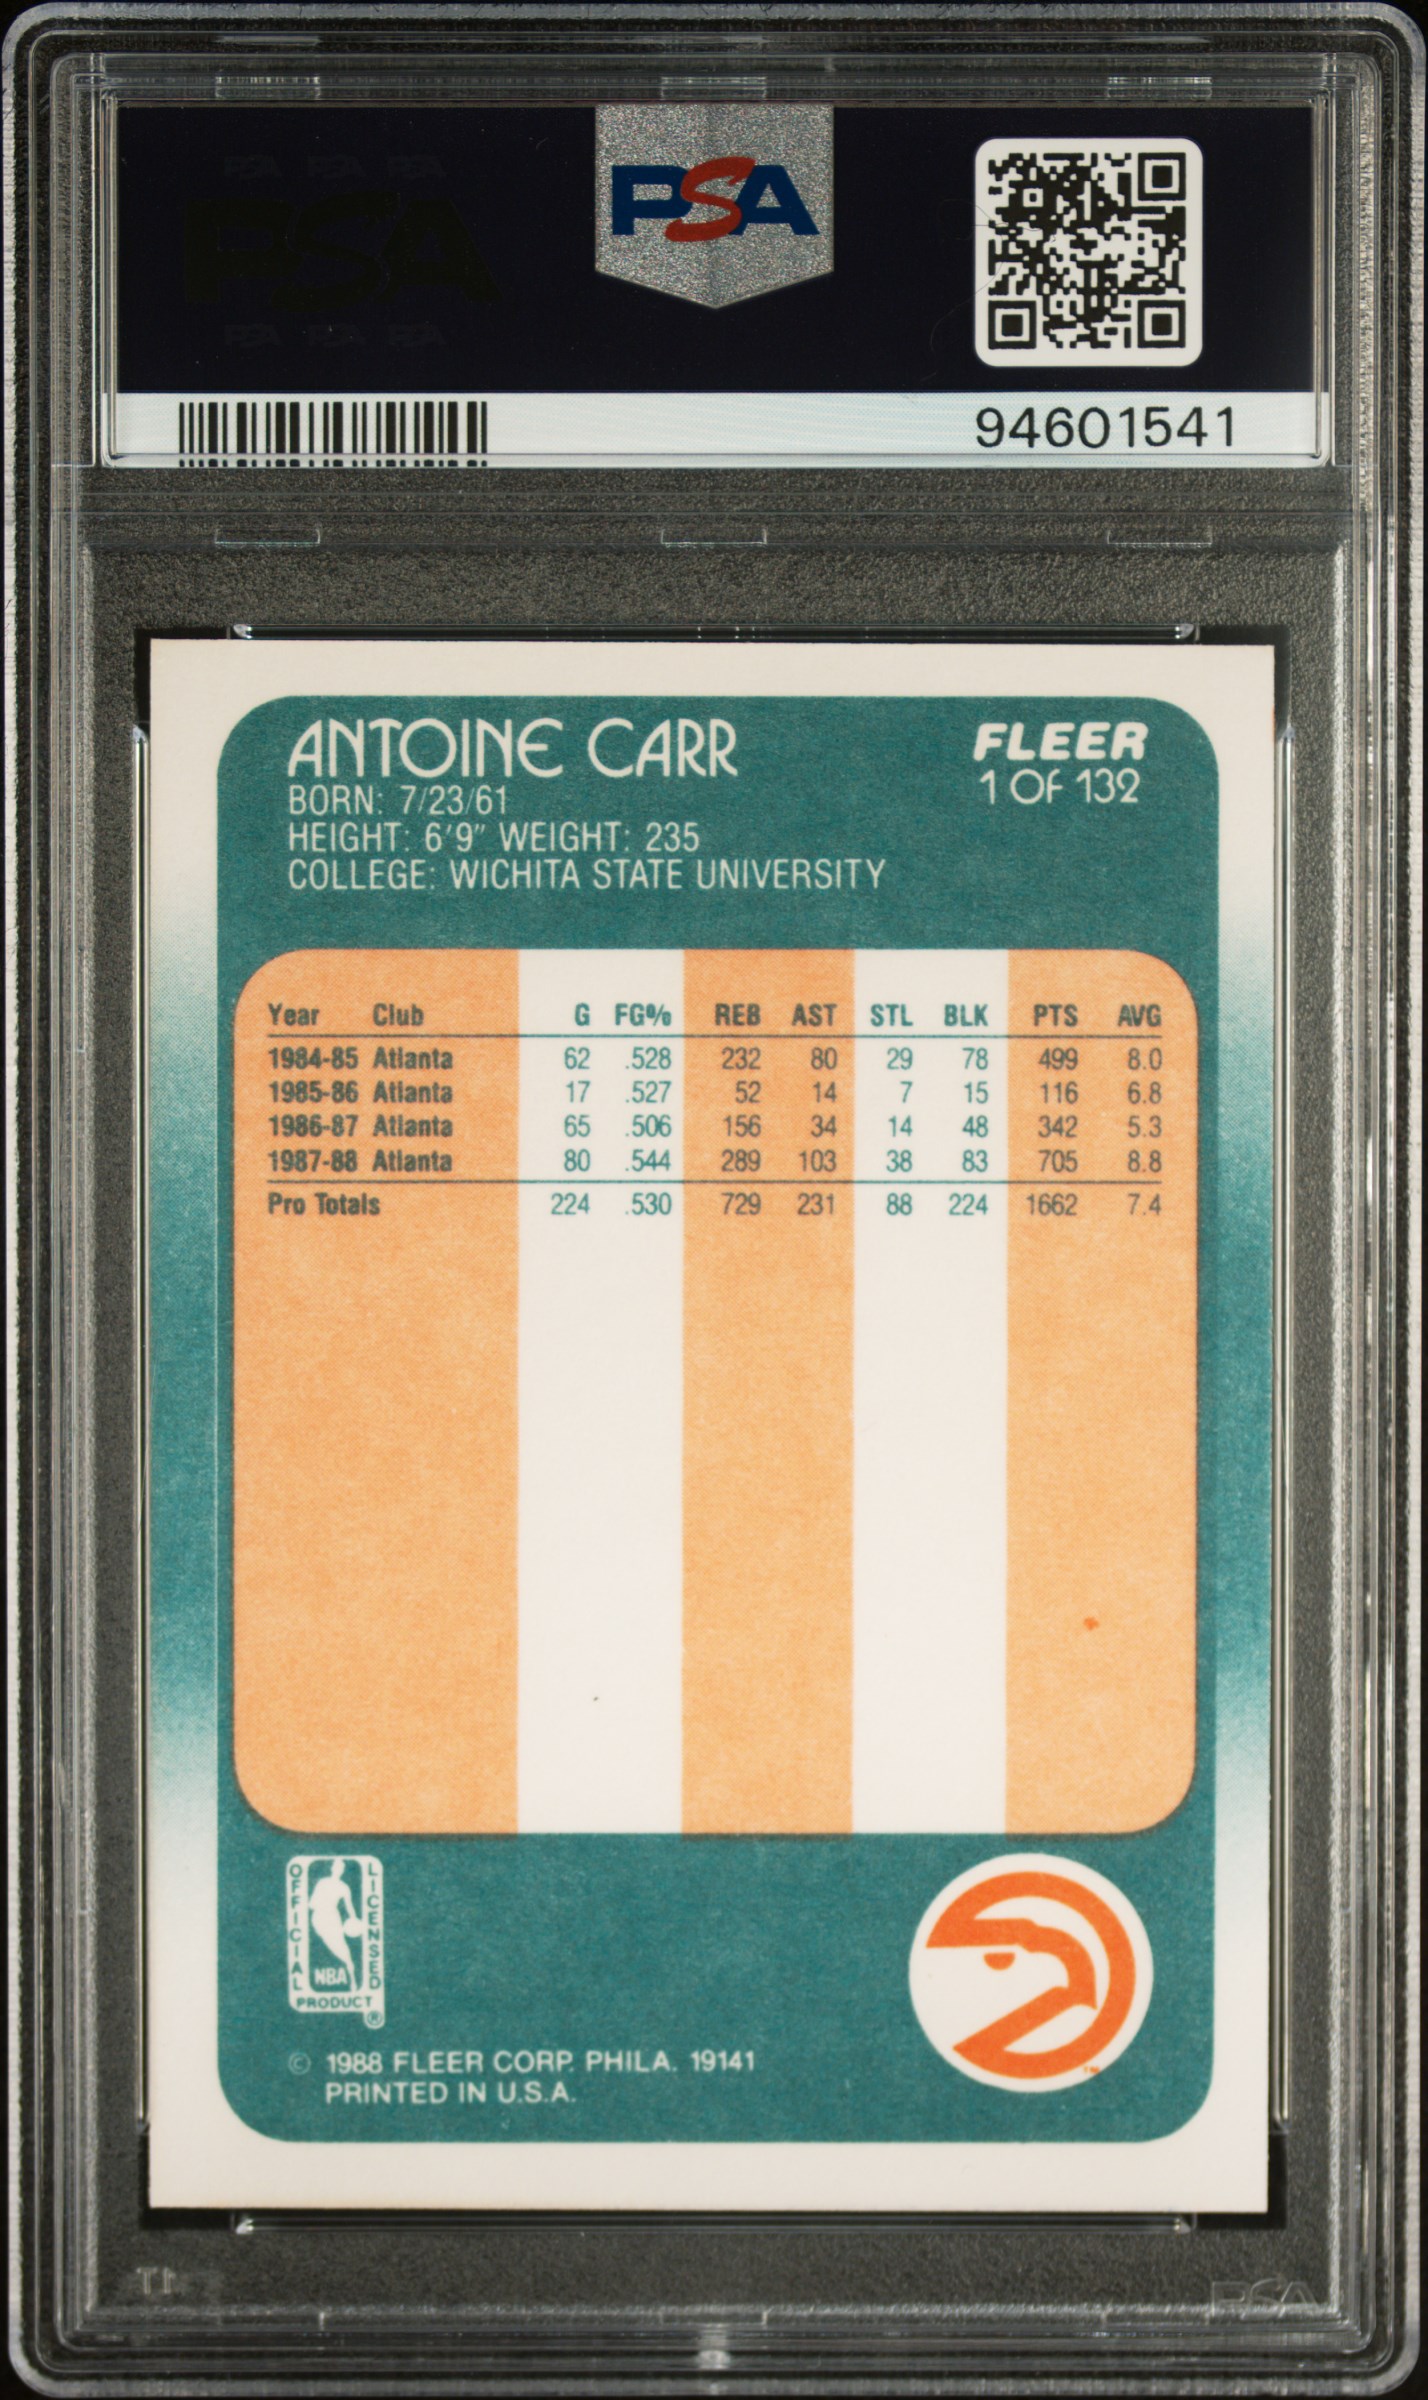 PSA
94601541
ANTOINE CARR
FLEER
1 OF 132
BORN: 7/23/61
HEIGHT: 6'9" WEIGHT: 235
COLLEGE: WICHITA STATE UNIVERSITY
Year Club G FG% REB AST STL BLK PTS AVG
1984-85 Atlanta 62 .528 232 80 29 78 499 8.0
1985-86 Atlanta 17 .527 52 14 7 15 116 6.8
1986-87 Atlanta 65 .506 156 34 14 48 342 5.3
1987-88 Atlanta 80 .544 289 103 38 83 705 8.8
Pro Totals 224 .530 729 231 88 224 1662 7.4
OFFICIAL LICENSED
NBA
PRODUCT
®
TM
© 1988 FLEER CORP. PHILA. 19141
PRINTED IN U.S.A.
PSA